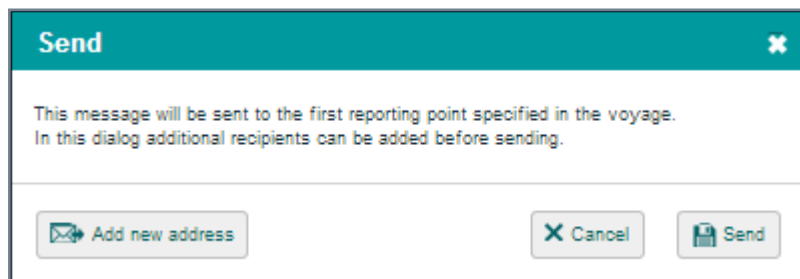 Send
This message will be sent to the first reporting point specified in the voyage.
In this dialog additional recipients can be added before sending.
Add new address
Cancel
Send